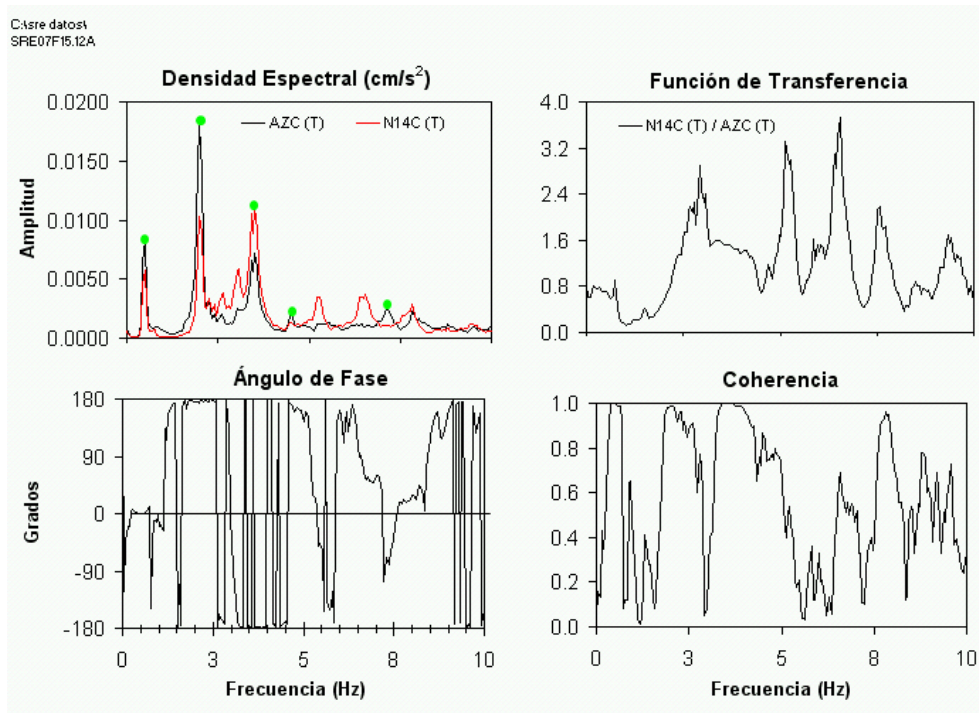 C:\sre datos\
SRE07F15.12A
Densidad Espectral (cm/s²)
AZC (T) N14C (T)
Amplitud
0.0200
0.0150
0.0100
0.0050
0.0000
Función de Transferencia
N14C (T) / AZC (T)
4.0
3.2
2.4
1.6
0.8
0.0
Ángulo de Fase
Grados
180
90
0
-90
-180
0 3 5 8 10
Frecuencia (Hz)
Coherencia
1.0
0.8
0.6
0.4
0.2
0.0
0 3 5 8 10
Frecuencia (Hz)